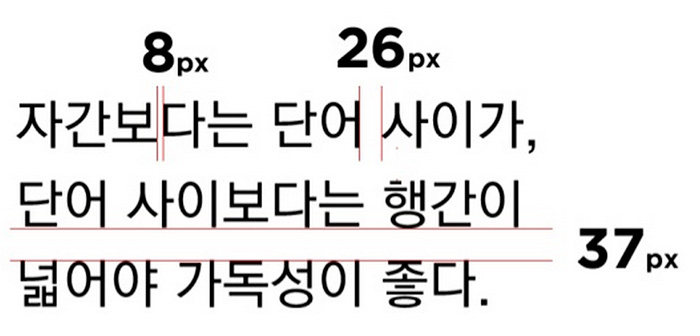 8px 26px
자간보다는 단어 사이가,
단어 사이보다는 행간이
37px
넓어야 가독성이 좋다.